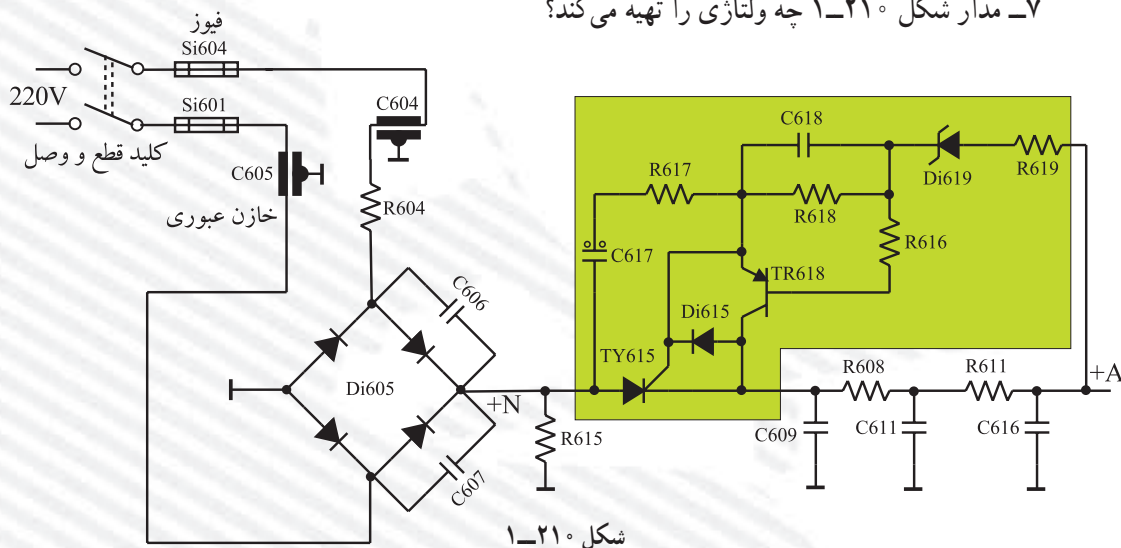 ۷ــ مدار شکل ۲۱۰ــ۱ چه ولتاژی را تهیه می‌کند؟
فیوز
Si604
220V
Si601
کلید قطع و وصل
C604
C605
خازن عبوری
R604
C606
Di605
C607
+N
R615
C618
R617
R618
Di619
R619
R616
C617
TR618
Di615
TY615
R608
R611
+A
C609
C611
C616
شکل ۲۱۰ــ۱